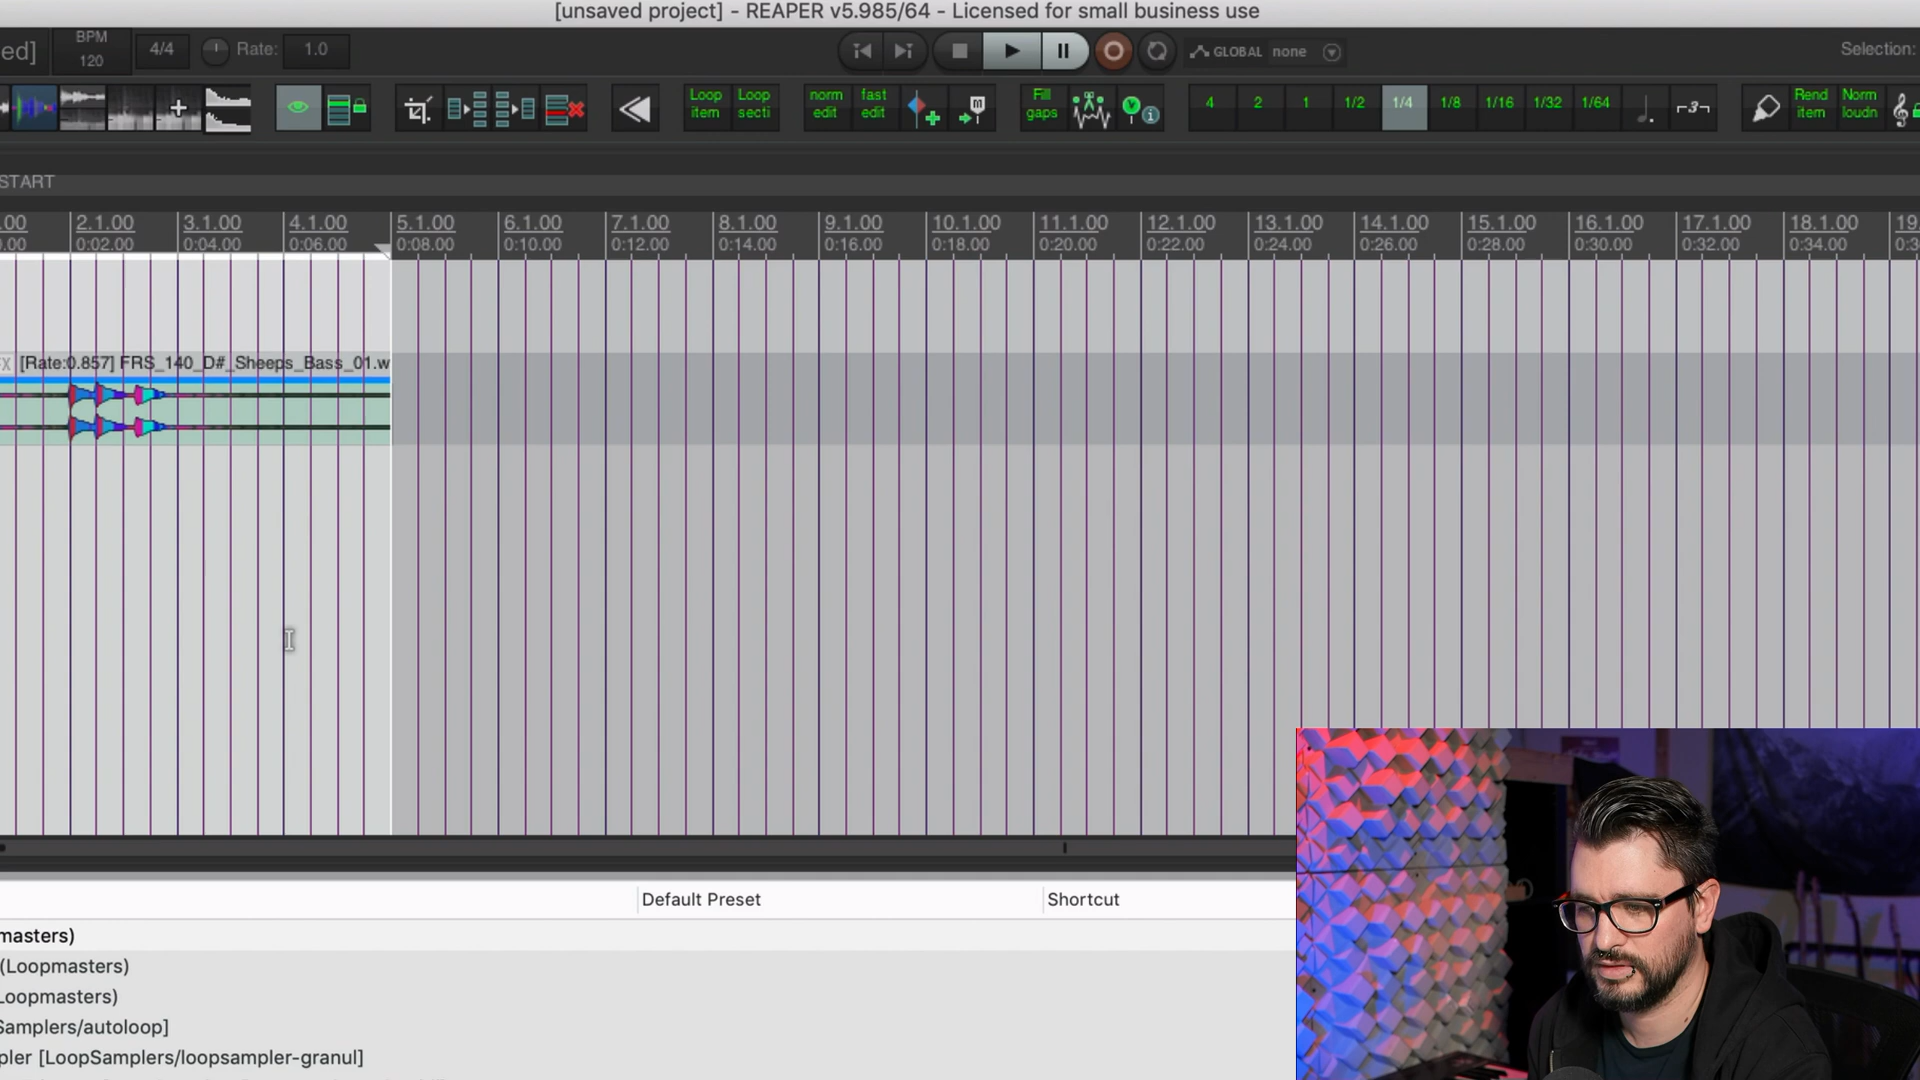 [unsaved project] - REAPER v5.985/64 - Licensed for small business use
ed] BPM 120 4/4 Rate: 1.0 GLOBAL none Selection:
Loop item Loop secti norm edit fast edit M Fill gaps 4 2 1 1/2 1/4 1/8 1/16 1/32 1/64 3 Rend item Norm loudn
START
.00 2.1.00 3.1.00 4.1.00 5.1.00 6.1.00 7.1.00 8.1.00 9.1.00 10.1.00 11.1.00 12.1.00 13.1.00 14.1.00 15.1.00 16.1.00 17.1.00 18.1.00 19.
0.00 0:02.00 0:04.00 0:06.00 0:08.00 0:10.00 0:12.00 0:14.00 0:16.00 0:18.00 0:20.00 0:22.00 0:24.00 0:26.00 0:28.00 0:30.00 0:32.00 0:34.00 0:3
X [Rate:0.857] FRS_140_D#_Sheeps_Bass_01.w
Default Preset Shortcut
masters)
(Loopmasters)
Loopmasters)
Samplers/autoloop]
pler [LoopSamplers/loopsampler-granul]